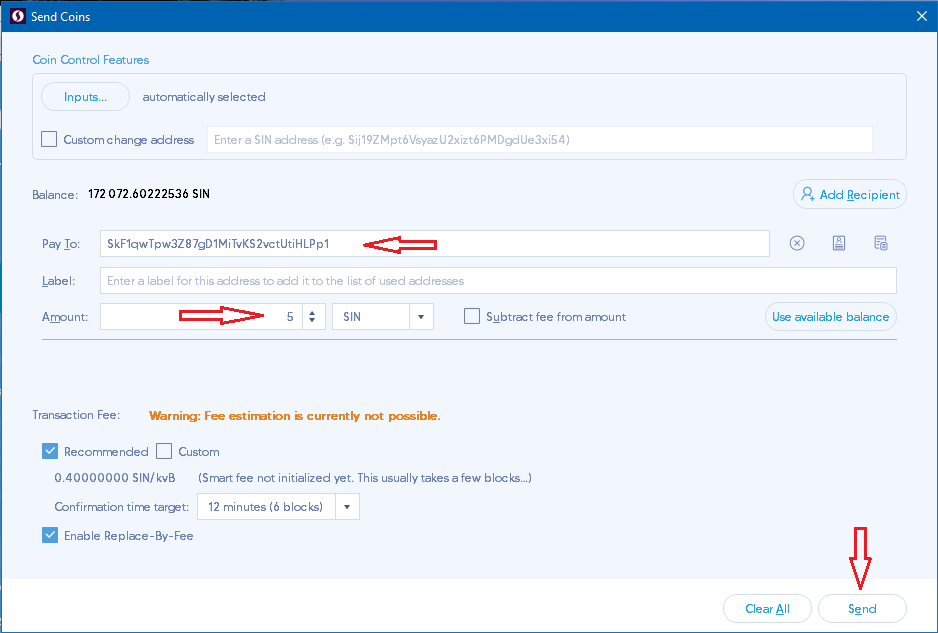 Send Coins
Coin Control Features
Inputs... automatically selected
Custom change address Enter a SIN address (e.g. Sij19ZMpt6VsyazU2xizt6PMDgdUe3xi54)
Balance: 172 072.60222536 SIN Add Recipient
Pay To: SkF1qwTpw3Z87gD1MiTvKS2vctUtiHLPp1
Label: Enter a label for this address to add it to the list of used addresses
Amount: 5 SIN Subtract fee from amount Use available balance
Transaction Fee: Warning: Fee estimation is currently not possible.
Recommended Custom
0.40000000 SIN/kvB (Smart fee not initialized yet. This usually takes a few blocks...)
Confirmation time target: 12 minutes (6 blocks)
Enable Replace-By-Fee
Clear All Send